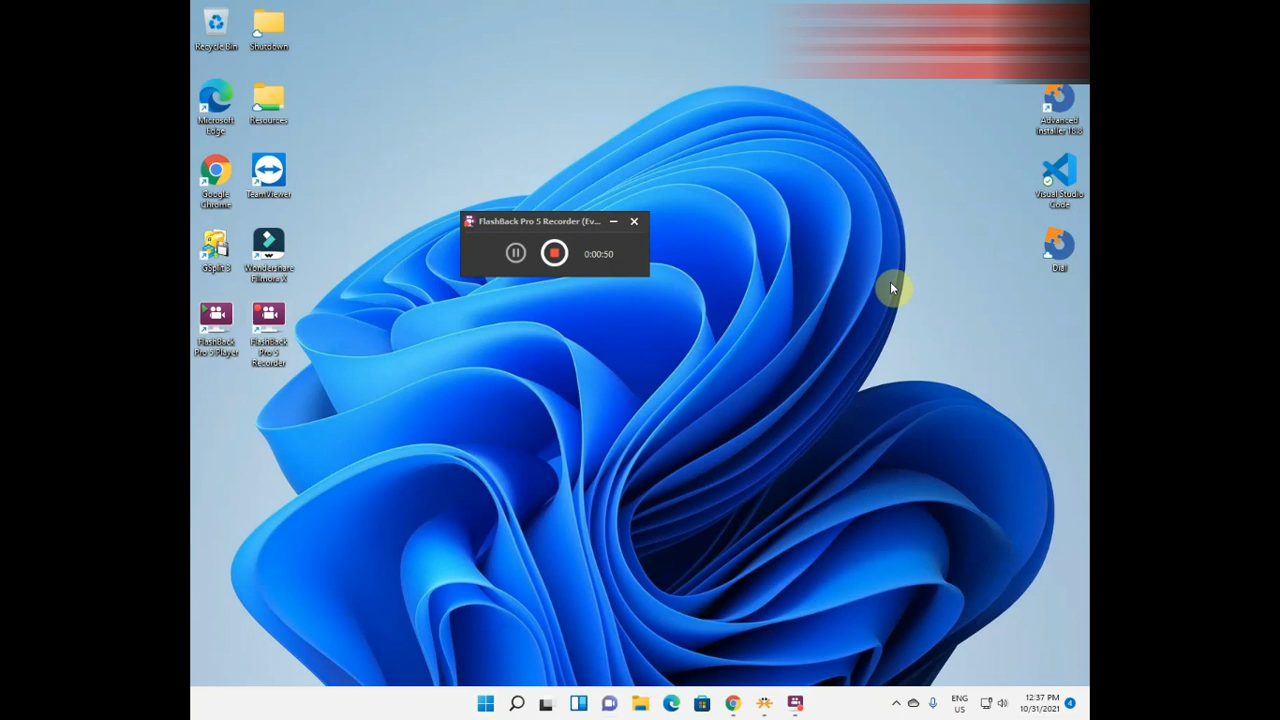 Recycle Bin
Shutdown
Microsoft
Edge
Resources
Google
Chrome
TeamViewer
GSplit 3
Wondershare
Filmora X
FlashBack
Pro 5 Player
FlashBack
Pro 5
Recorder
FlashBack Pro 5 Recorder (Ev...
0:00:50
Advanced
Installer 18.8
Visual Studio
Code
Dial
ENG
US
12:37 PM
10/31/2021
4